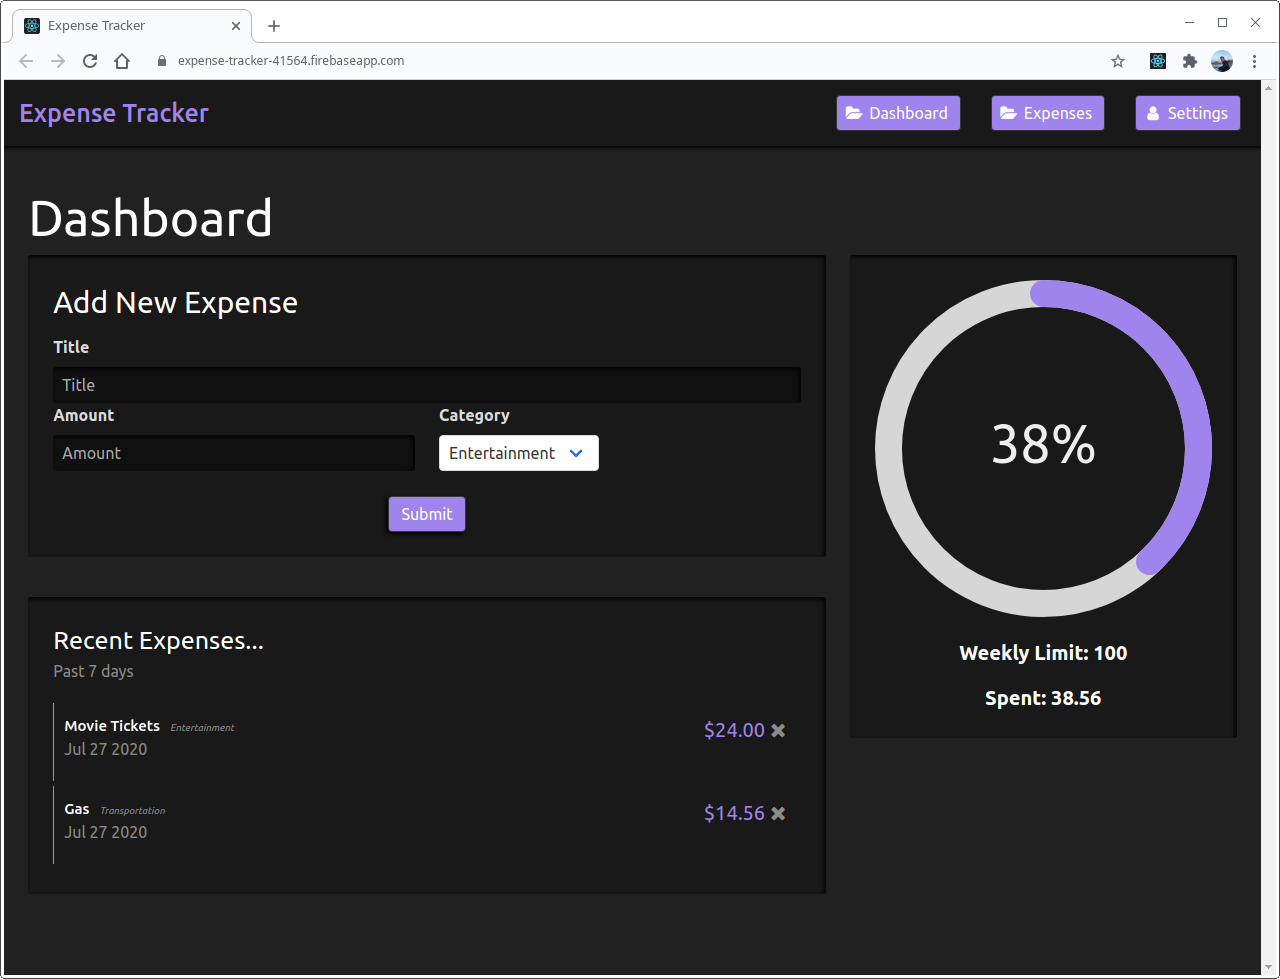 Expense Tracker
expense-tracker-41564.firebaseapp.com
Expense Tracker
Dashboard
Expenses
Settings
Dashboard
Add New Expense
Title
Title
Amount
Category
Amount
Entertainment
Submit
38%
Weekly Limit: 100
Spent: 38.56
Recent Expenses...
Past 7 days
Movie Tickets Entertainment
$24.00
Jul 27 2020
Gas Transportation
$14.56
Jul 27 2020